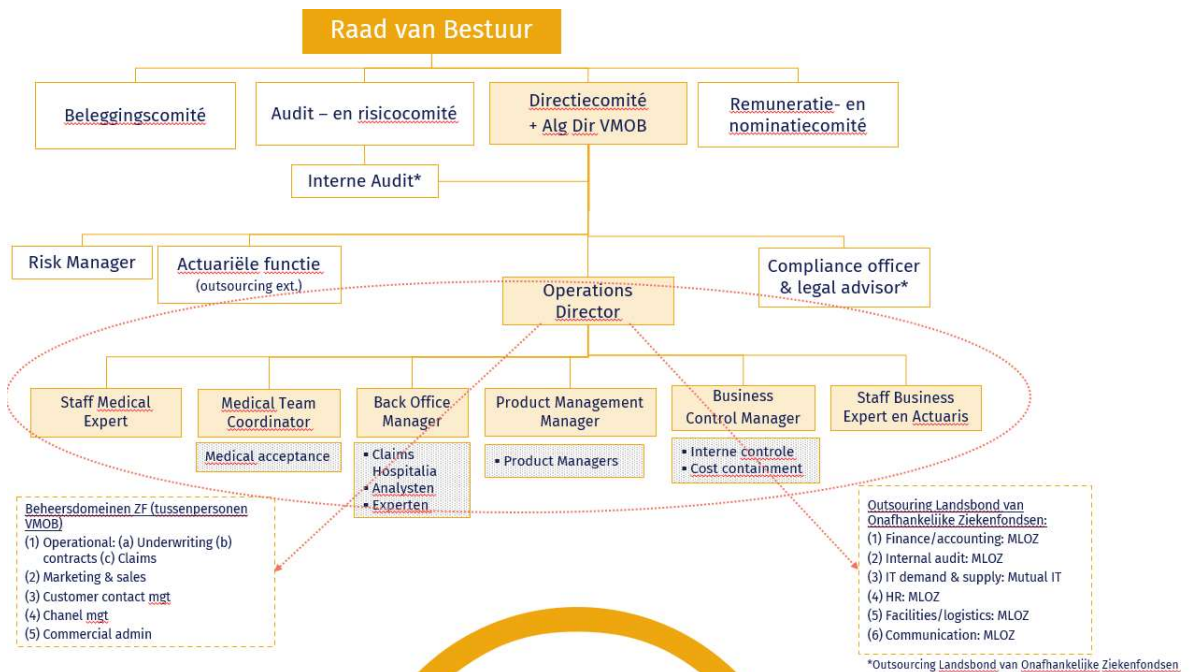 Raad van Bestuur
Beleggingscomité
Audit – en risicocomité
Directiecomité
+ Alg Dir VMOB
Remuneratie- en
nominatiecomité
Interne Audit*
Risk Manager
Actuariële functie
(outsourcing ext.)
Compliance officer
& legal advisor*
Operations
Director
Staff Medical
Expert
Medical Team
Coordinator
Medical acceptance
Back Office
Manager
▪ Claims
Hospitalia
▪ Analysten
▪ Experten
Product Management
Manager
▪ Product Managers
Business
Control Manager
▪ Interne controle
▪ Cost containment
Staff Business
Expert en Actuaris
Beheersdomeinen ZF (tussenpersonen
VMOB)
(1) Operational: (a) Underwriting (b)
contracts (c) Claims
(2) Marketing & sales
(3) Customer contact mgt
(4) Chanel mgt
(5) Commercial admin
Outsouring Landsbond van
Onafhankelijke Ziekenfondsen:
(1) Finance/accounting: MLOZ
(2) Internal audit: MLOZ
(3) IT demand & supply: Mutual IT
(4) HR: MLOZ
(5) Facilities/logistics: MLOZ
(6) Communication: MLOZ
*Outsourcing Landsbond van Onafhankelijke Ziekenfondsen